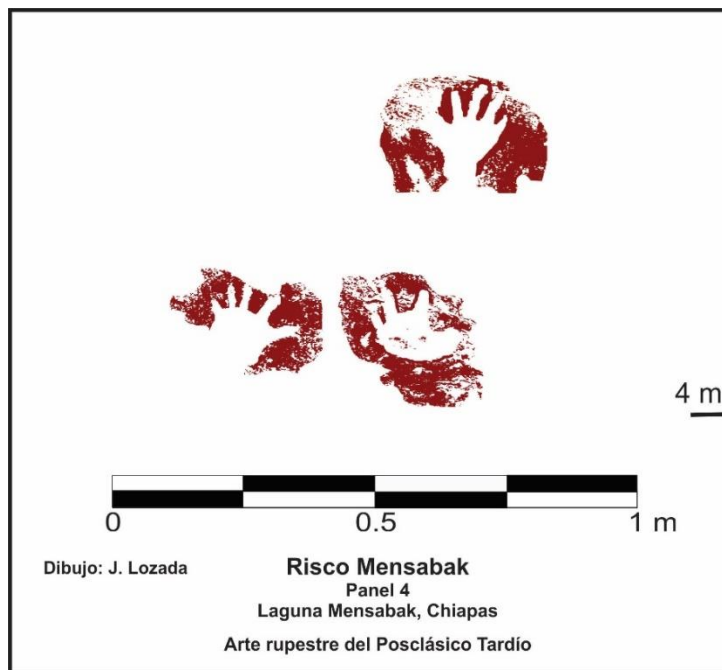 4 m
0 0.5 1 m
Dibujo: J. Lozada
Risco Mensabak
Panel 4
Laguna Mensabak, Chiapas
Arte rupestre del Posclásico Tardío